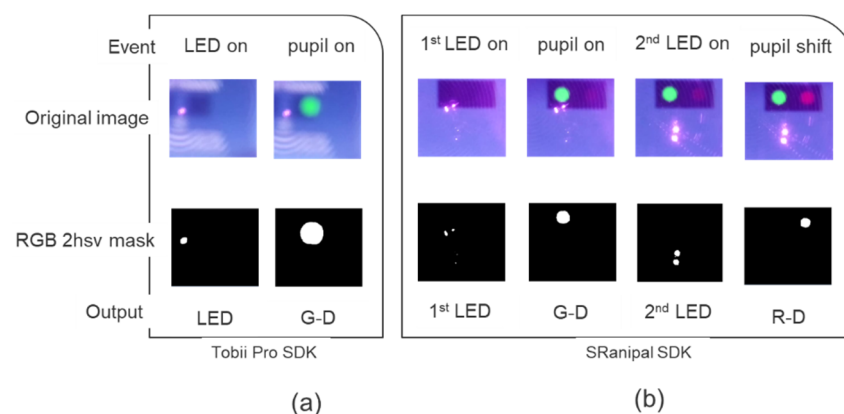 Event LED on pupil on 1st LED on pupil on 2nd LED on pupil shift
Original image
RGB 2hsv mask
Output LED G-D 1st LED G-D 2nd LED R-D
Tobii Pro SDK SRanipal SDK
(a) (b)